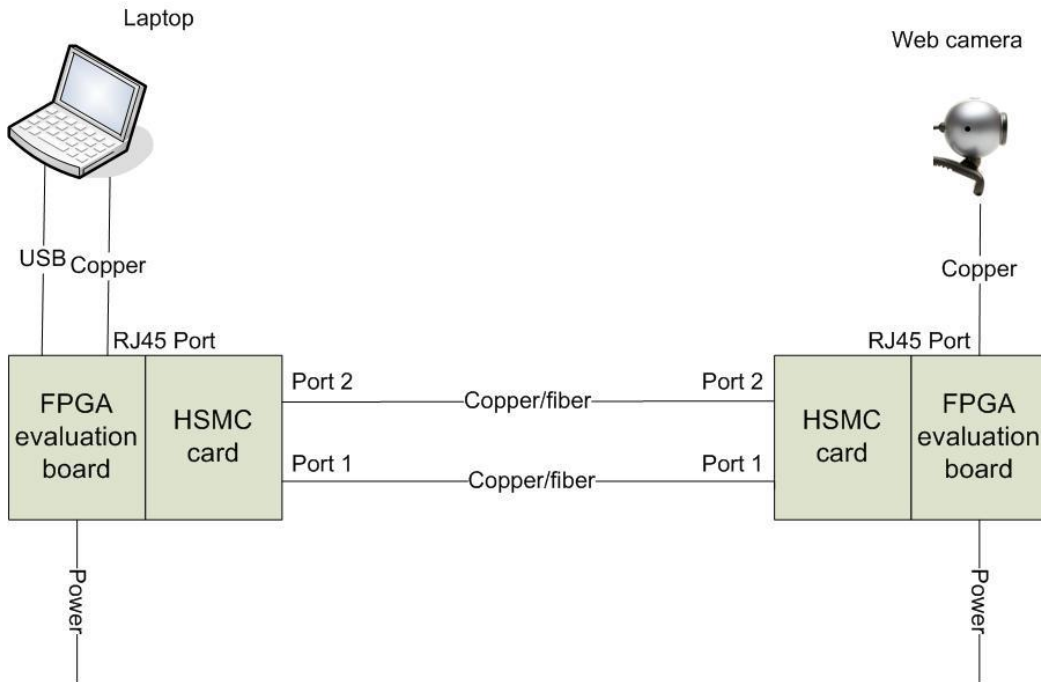 Laptop
Web camera
USB
Copper
Copper
RJ45 Port
RJ45 Port
FPGA
evaluation
board
HSMC
card
Port 2
Copper/fiber
Port 2
Port 1
Copper/fiber
Port 1
HSMC
card
FPGA
evaluation
board
Power
Power